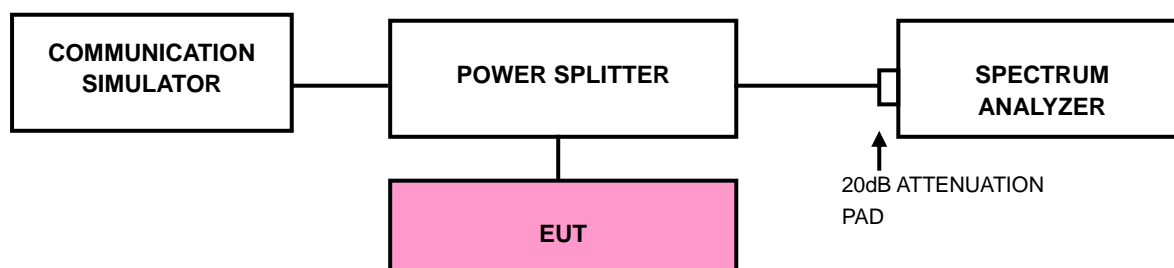 COMMUNICATION
SIMULATOR
POWER SPLITTER
SPECTRUM
ANALYZER
20dB ATTENUATION
PAD
EUT